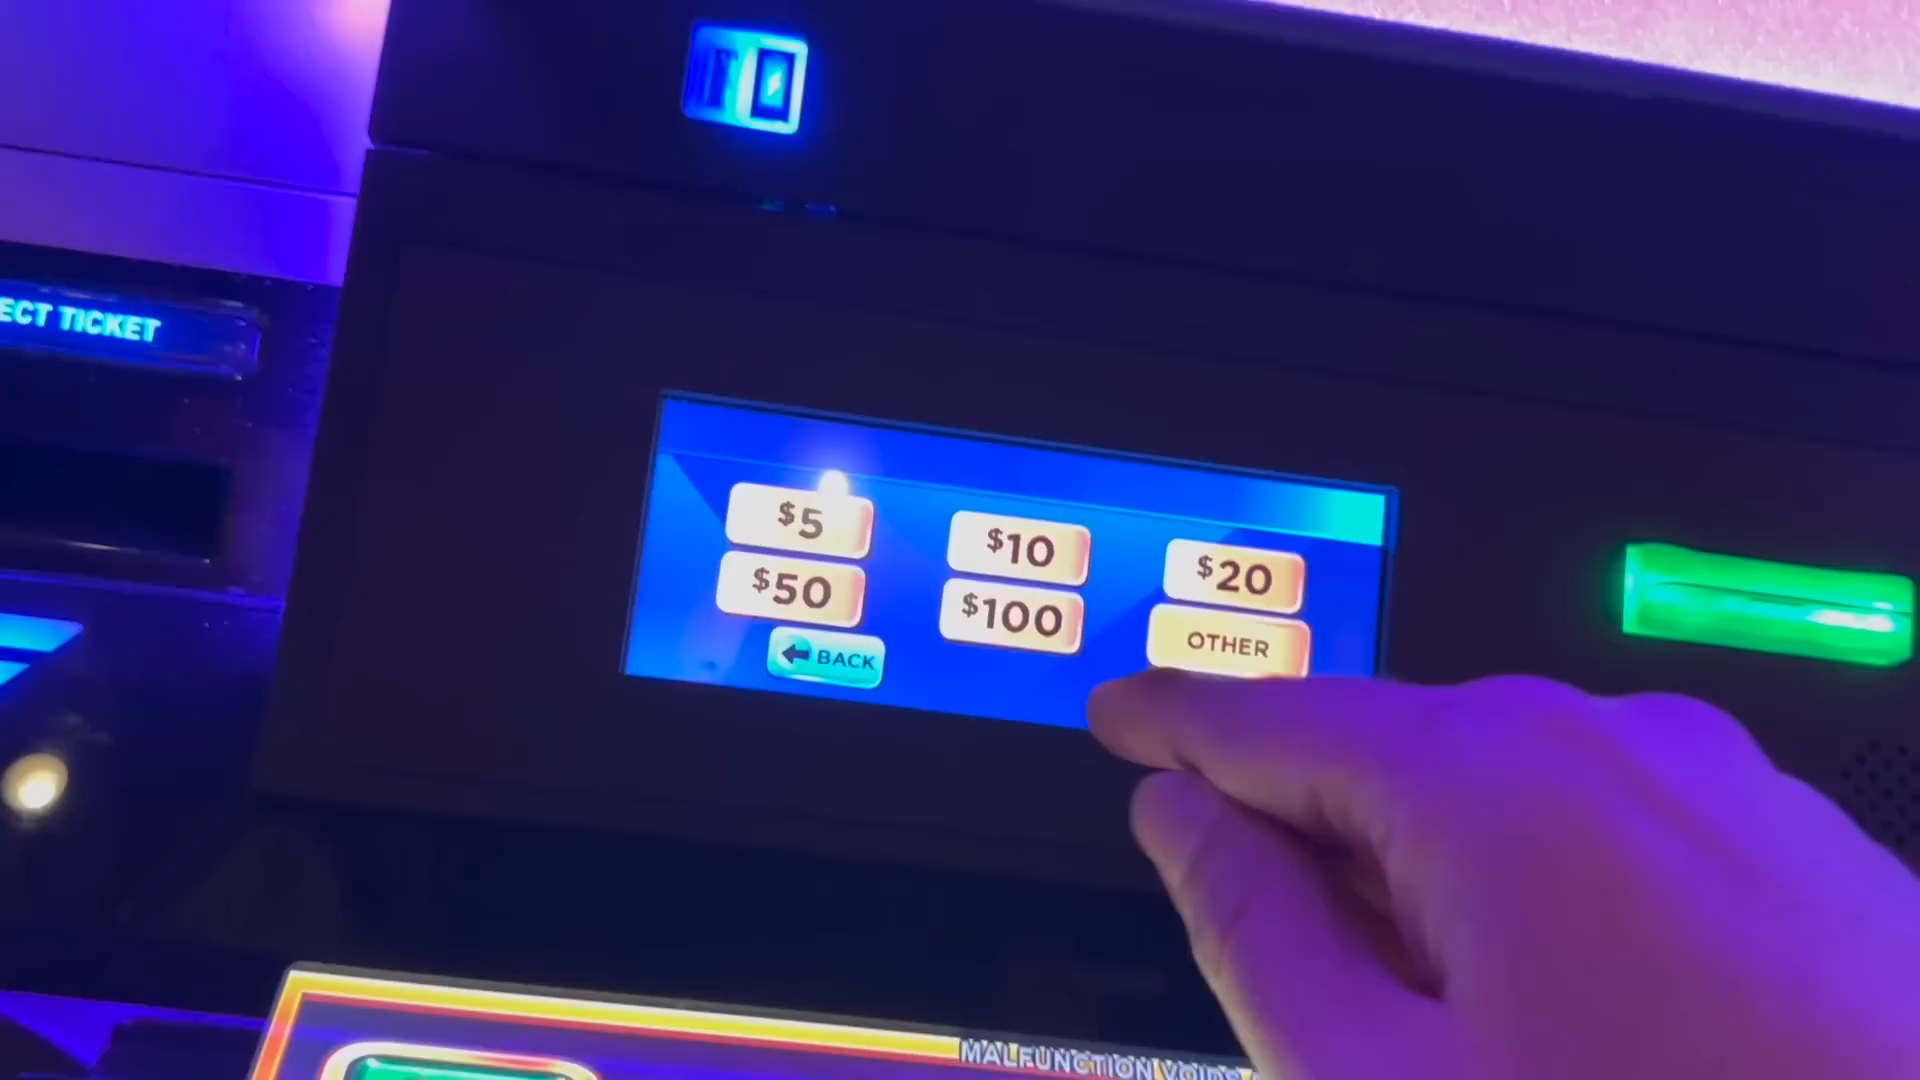 ECT TICKET
$5
$10
$20
$50
$100
OTHER
BACK
MALFUNCTION VOIDS